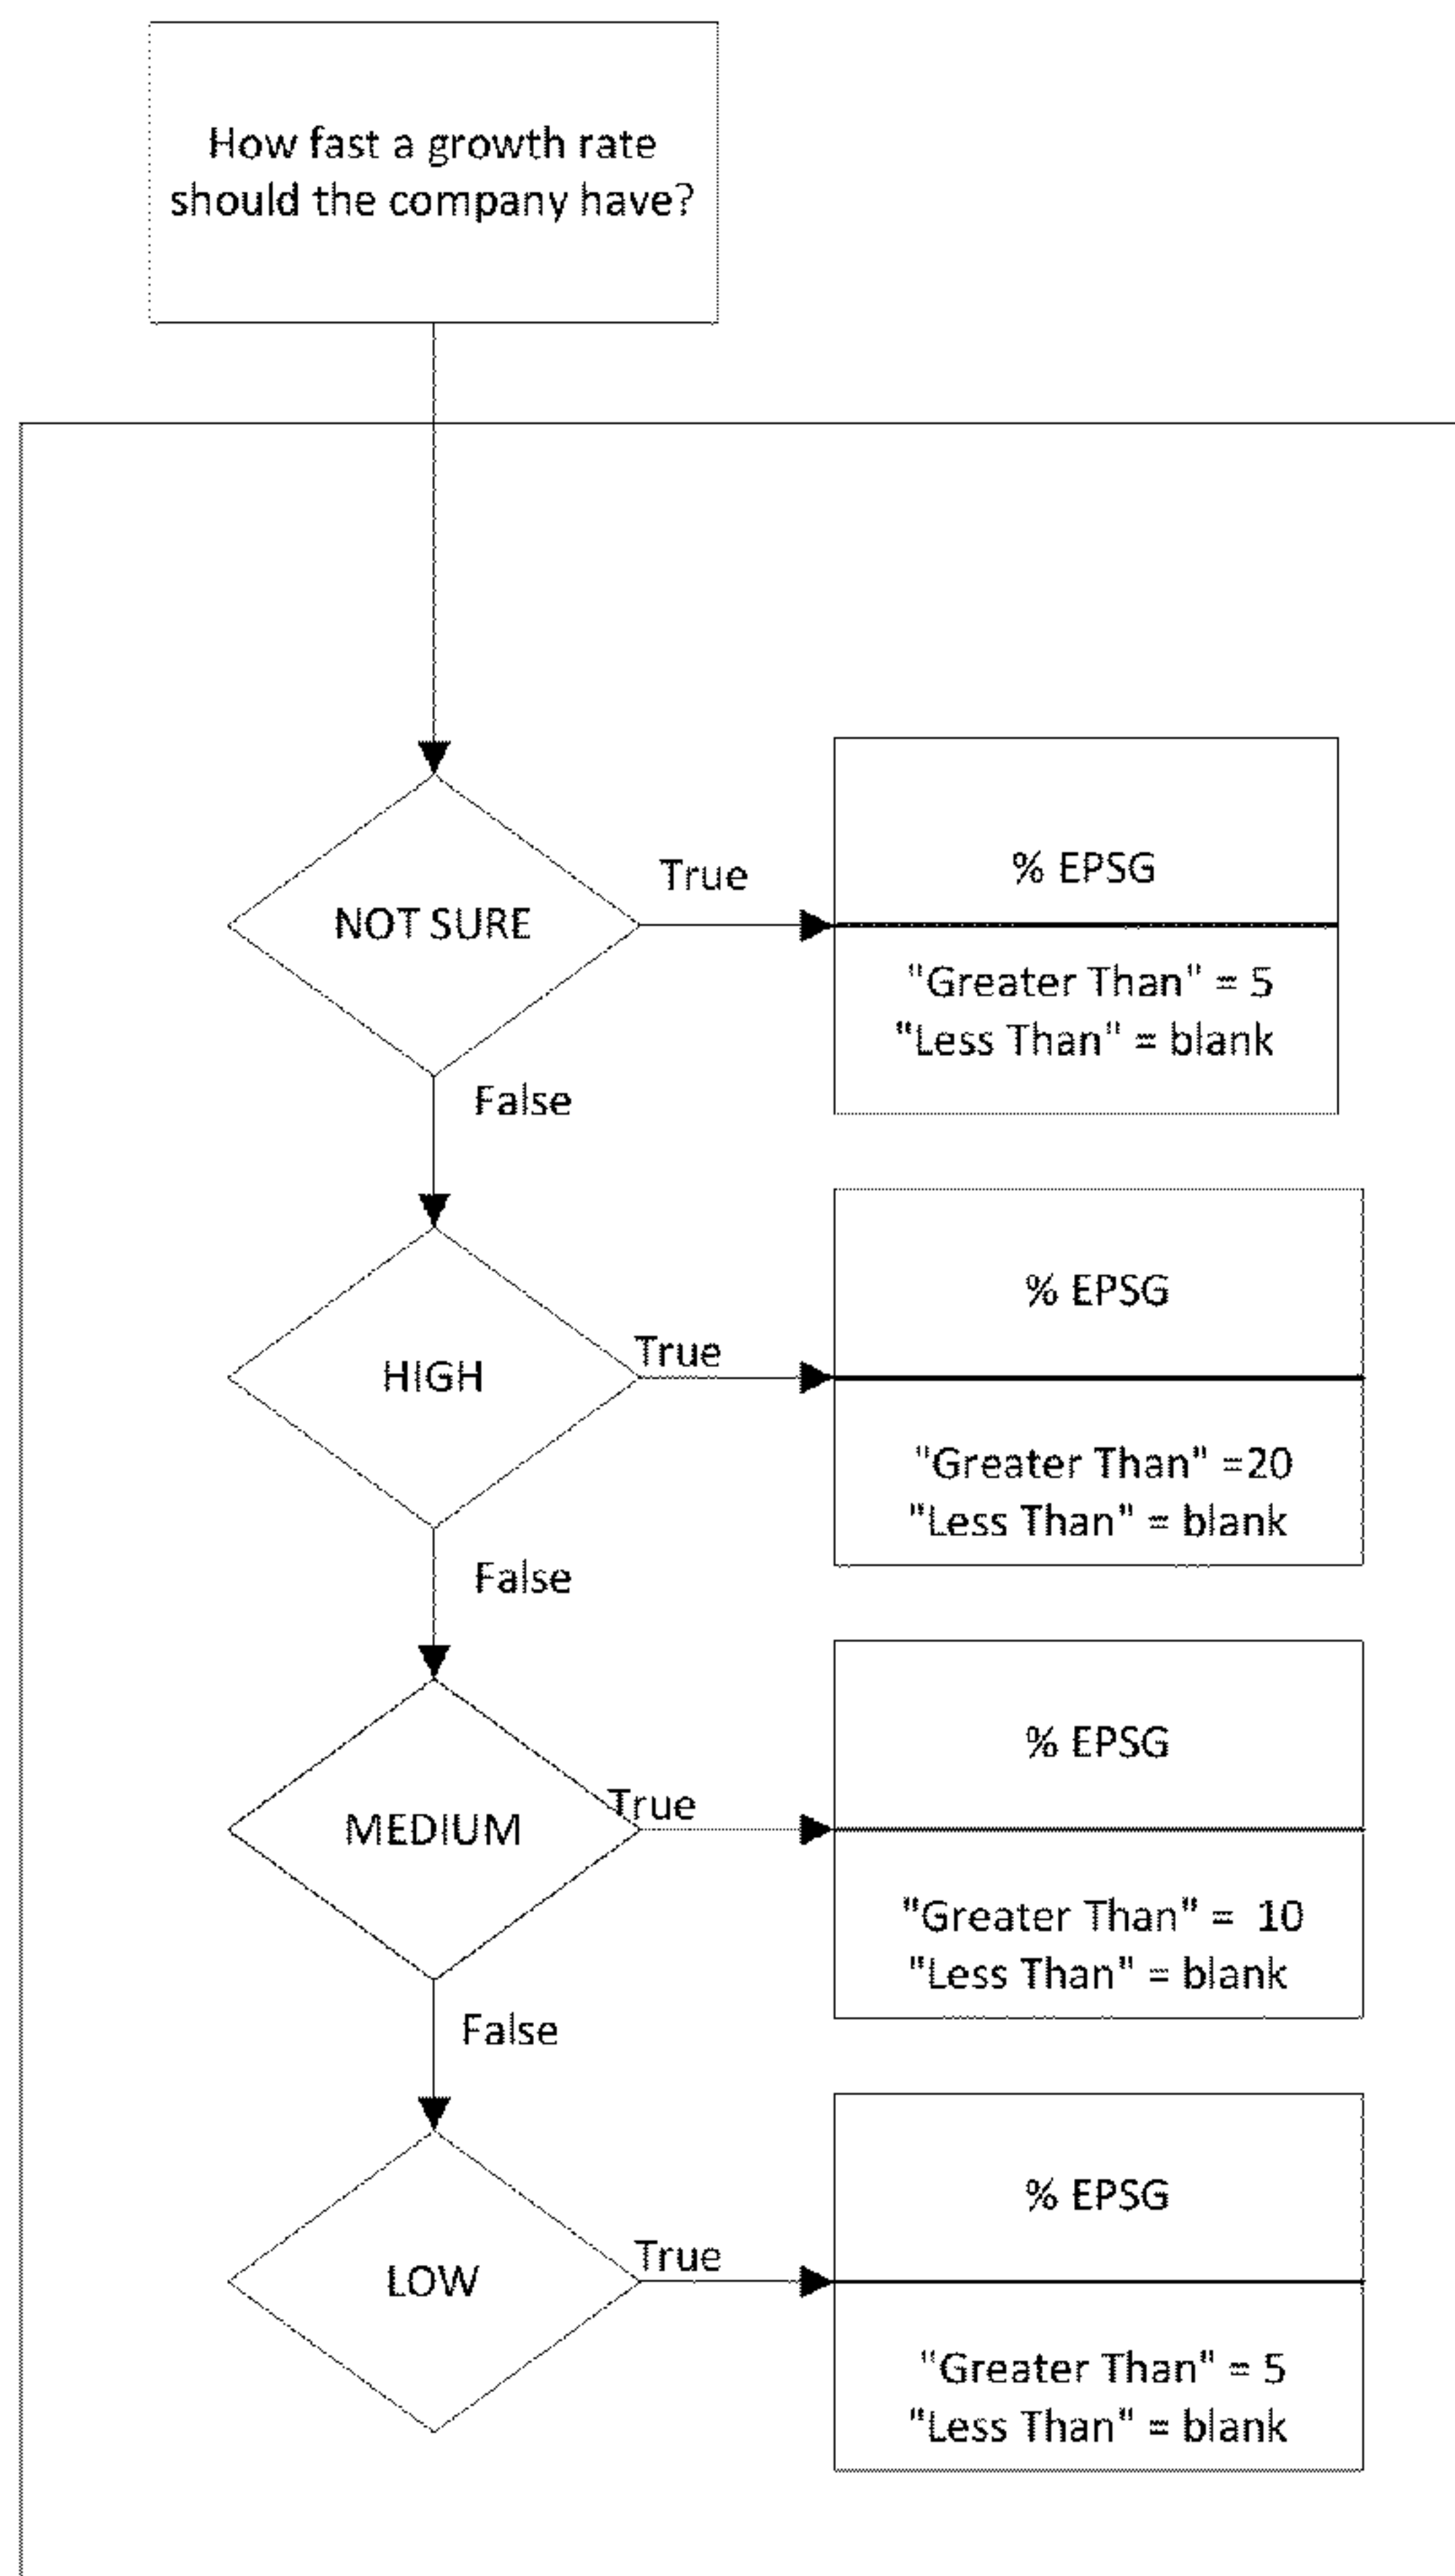 How fast a growth rate
should the company have?
NOT SURE
True
% EPSG
"Greater Than" = 5
"Less Than" = blank
False
HIGH
True
% EPSG
"Greater Than" =20
"Less Than" = blank
False
MEDIUM
True
% EPSG
"Greater Than" =  10
"Less Than" = blank
False
LOW
True
% EPSG
"Greater Than" = 5
"Less Than" = blank